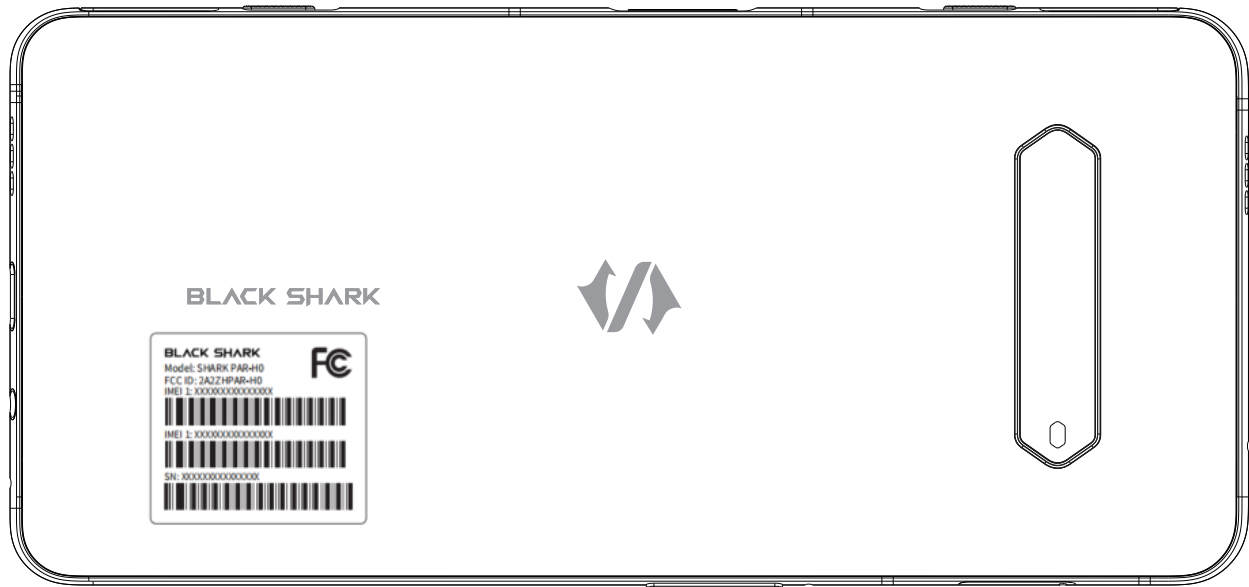 BLACK SHARK
BLACK SHARK
FC
Model: SHARK PAR-H0
FCC ID: 2A2ZHPAR-H0
IMEI 1: XXXXXXXXXXXXXXX
IMEI 1: XXXXXXXXXXXXXXX
SN: XXXXXXXXXXXXXXX